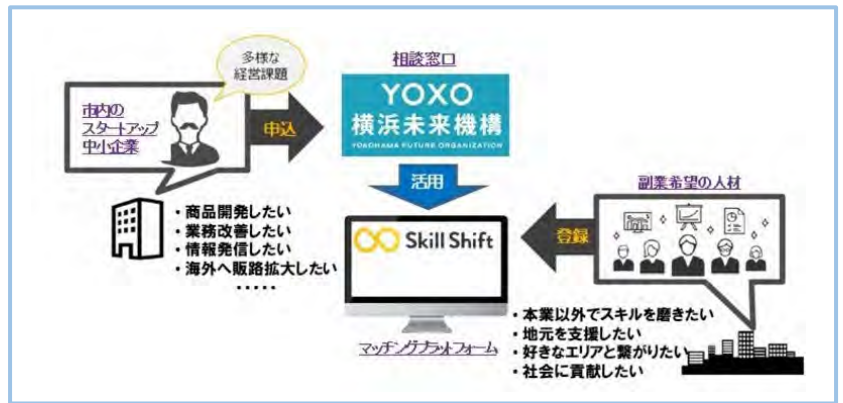 多様な
経営課題
相談窓口
市内の
スタートアップ
中小企業
申込
YOXO
横浜未来機構
YOKOHAMA FUTURE ORGANIZATION
活用
副業希望の人材
・商品開発したい
・業務改善したい
・情報発信したい
・海外へ販路拡大したい
・・・・・
Skill Shift
登録
マッチングプラットフォーム
・本業以外でスキルを磨きたい
・地元を支援したい
・好きなエリアと繋がりたい
・社会に貢献したい